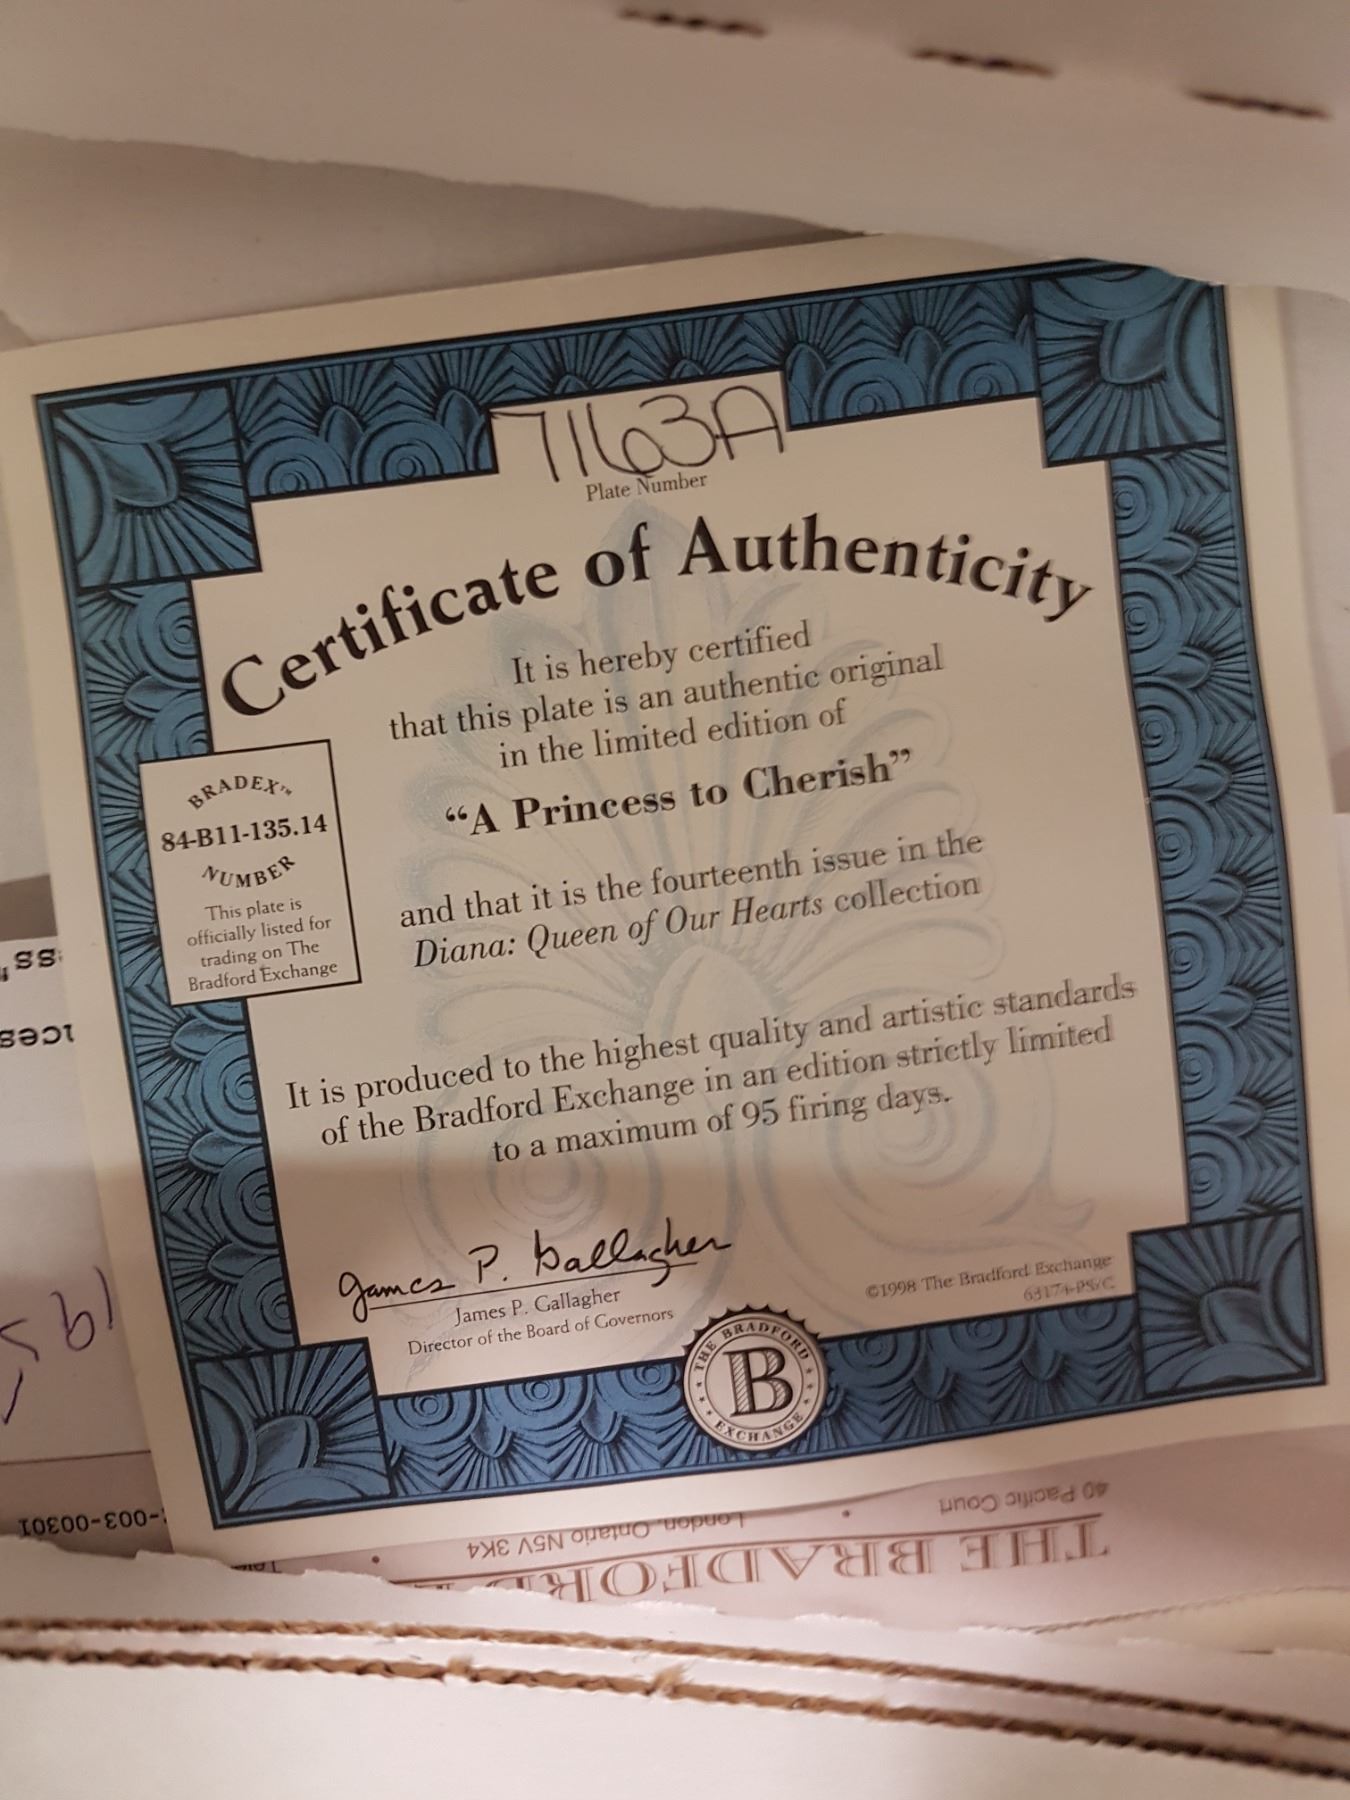 7163A
Plate Number
Certificate of Authenticity
It is hereby certified
that this plate is an authentic original
in the limited edition of
“A Princess to Cherish”
and that it is the fourteenth issue in the
Diana: Queen of Our Hearts collection
BRADEX™
84-B11-135.14
NUMBER
This plate is
officially listed for
trading on The
Bradford Exchange
It is produced to the highest quality and artistic standards
of the Bradford Exchange in an edition strictly limited
to a maximum of 95 firing days.
James P. Gallagher
James P. Gallagher
Director of the Board of Governors
©1998 The Bradford Exchange
63174-PS/C
THE BRADFORD
B
EXCHANGE
THE BRADFORD
40 Pacific Court • London, Ontario N5V 3K4 •
-003-00301